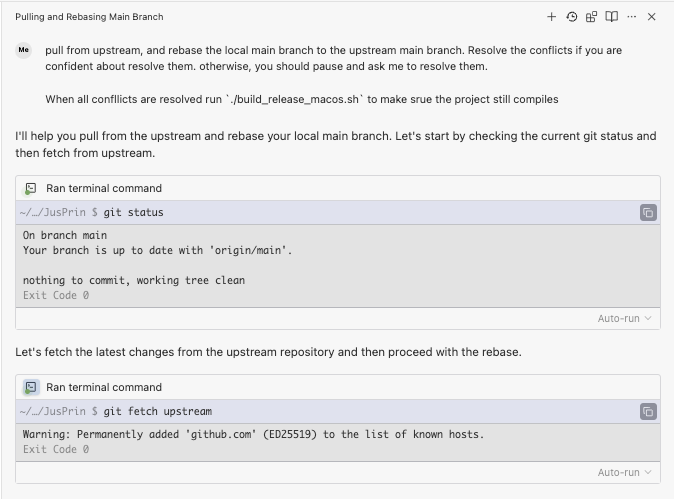 Pulling and Rebasing Main Branch
Me
pull from upstream, and rebase the local main branch to the upstream main branch. Resolve the conflicts if you are
confident about resolve them. otherwise, you should pause and ask me to resolve them.
When all conflicts are resolved run `./build_release_macos.sh` to make srue the project still compiles
I'll help you pull from the upstream and rebase your local main branch. Let's start by checking the current git status and
then fetch from upstream.
Ran terminal command
~/…/JusPrin $ git status
On branch main
Your branch is up to date with 'origin/main'.
nothing to commit, working tree clean
Exit Code 0
Auto-run
Let's fetch the latest changes from the upstream repository and then proceed with the rebase.
Ran terminal command
~/…/JusPrin $ git fetch upstream
Warning: Permanently added 'github.com' (ED25519) to the list of known hosts.
Exit Code 0
Auto-run